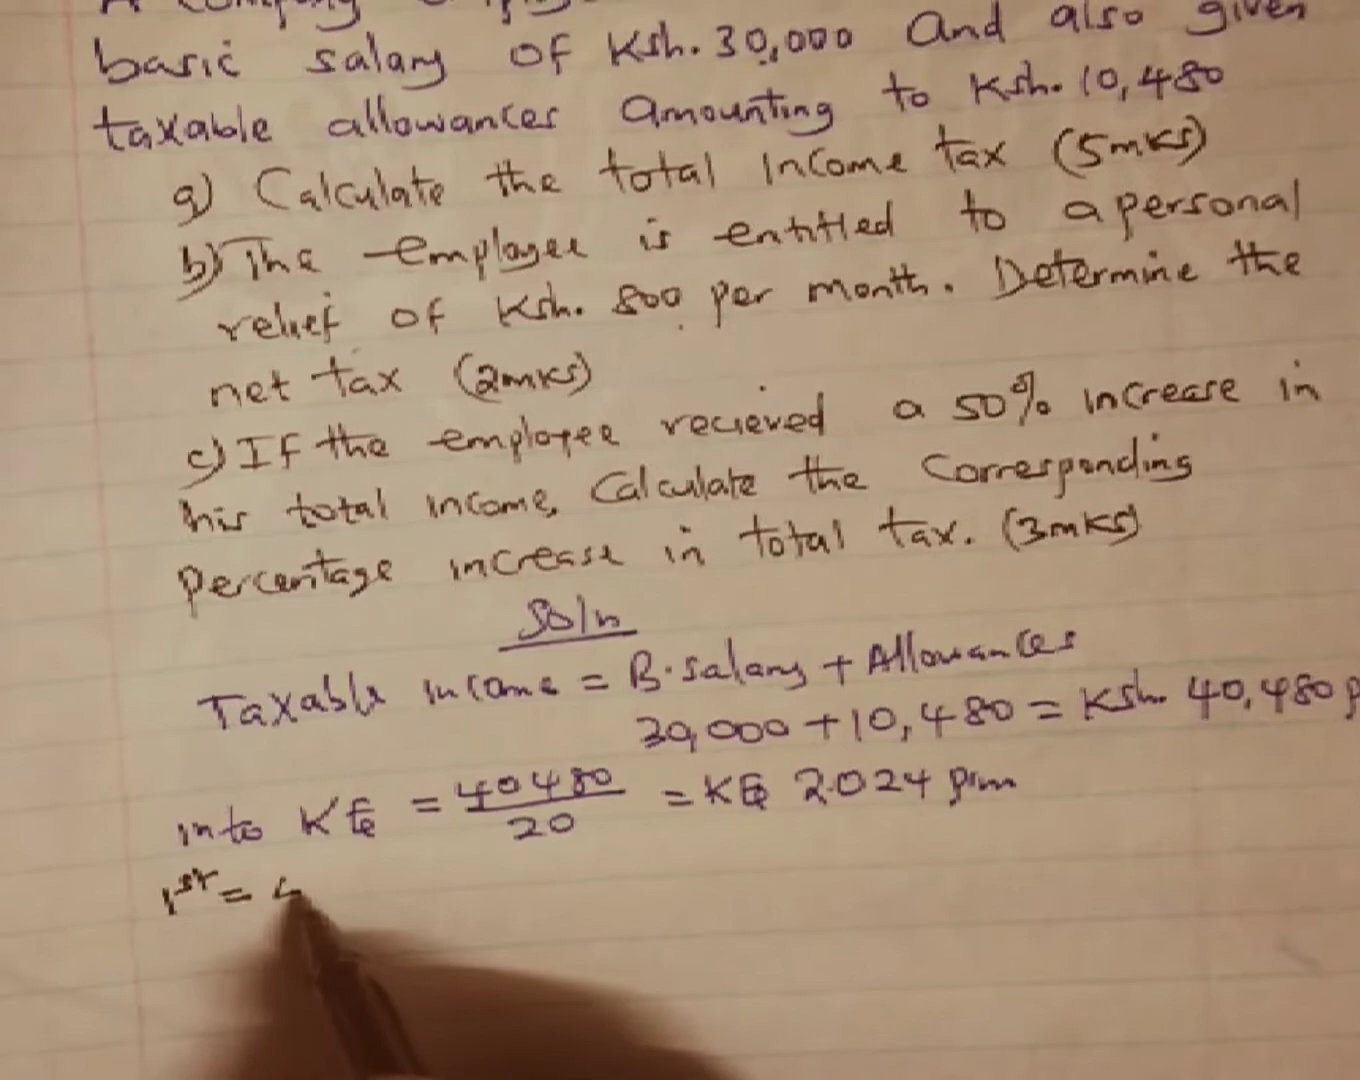 A company
basic salary of Ksh. 30,000 and also given
taxable allowances amounting to Ksh. 10,480
a) Calculate the total income tax (5mks)
b) The employee is entitled to a personal
relief of Ksh. 800 per month. Determine the
net tax (2mks)
c) If the employee recieved a 50% increase in
his total income, Calculate the Corresponding
percentage increase in total tax. (3mks)
Soln
Taxable income = B.salary + Allowances
30,000 + 10,480 = Ksh. 40,480 p
into K£ = 40480/20 = K£ 2024 p.m
1st = 4